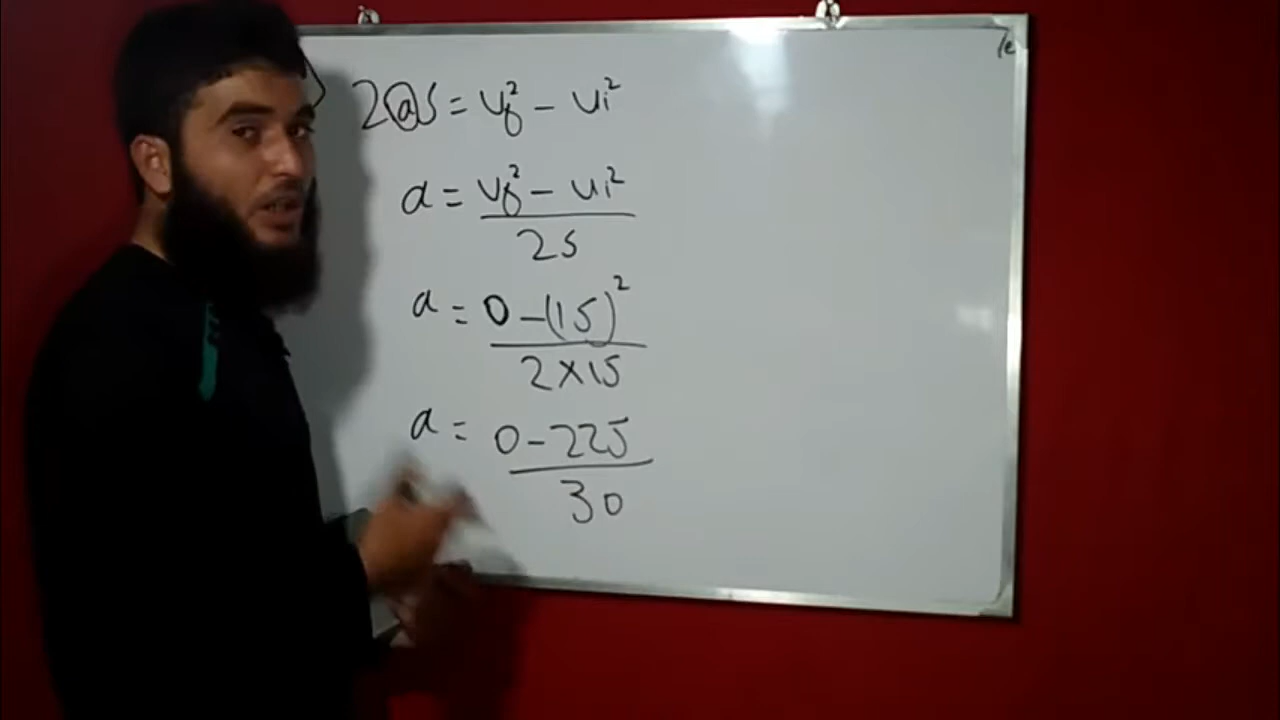 2aS = vf² - vi²
a = vf² - vi²
2S
a = 0 - (15)²
2×15
a = 0 - 225
30